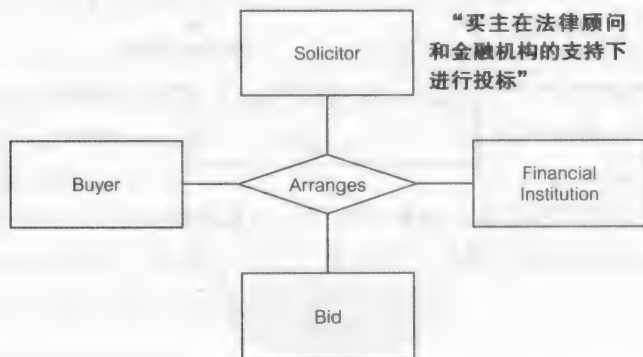 Solicitor
“买主在法律顾问
和金融机构的支持下
进行投标”
Buyer
Arranges
Financial
Institution
Bid